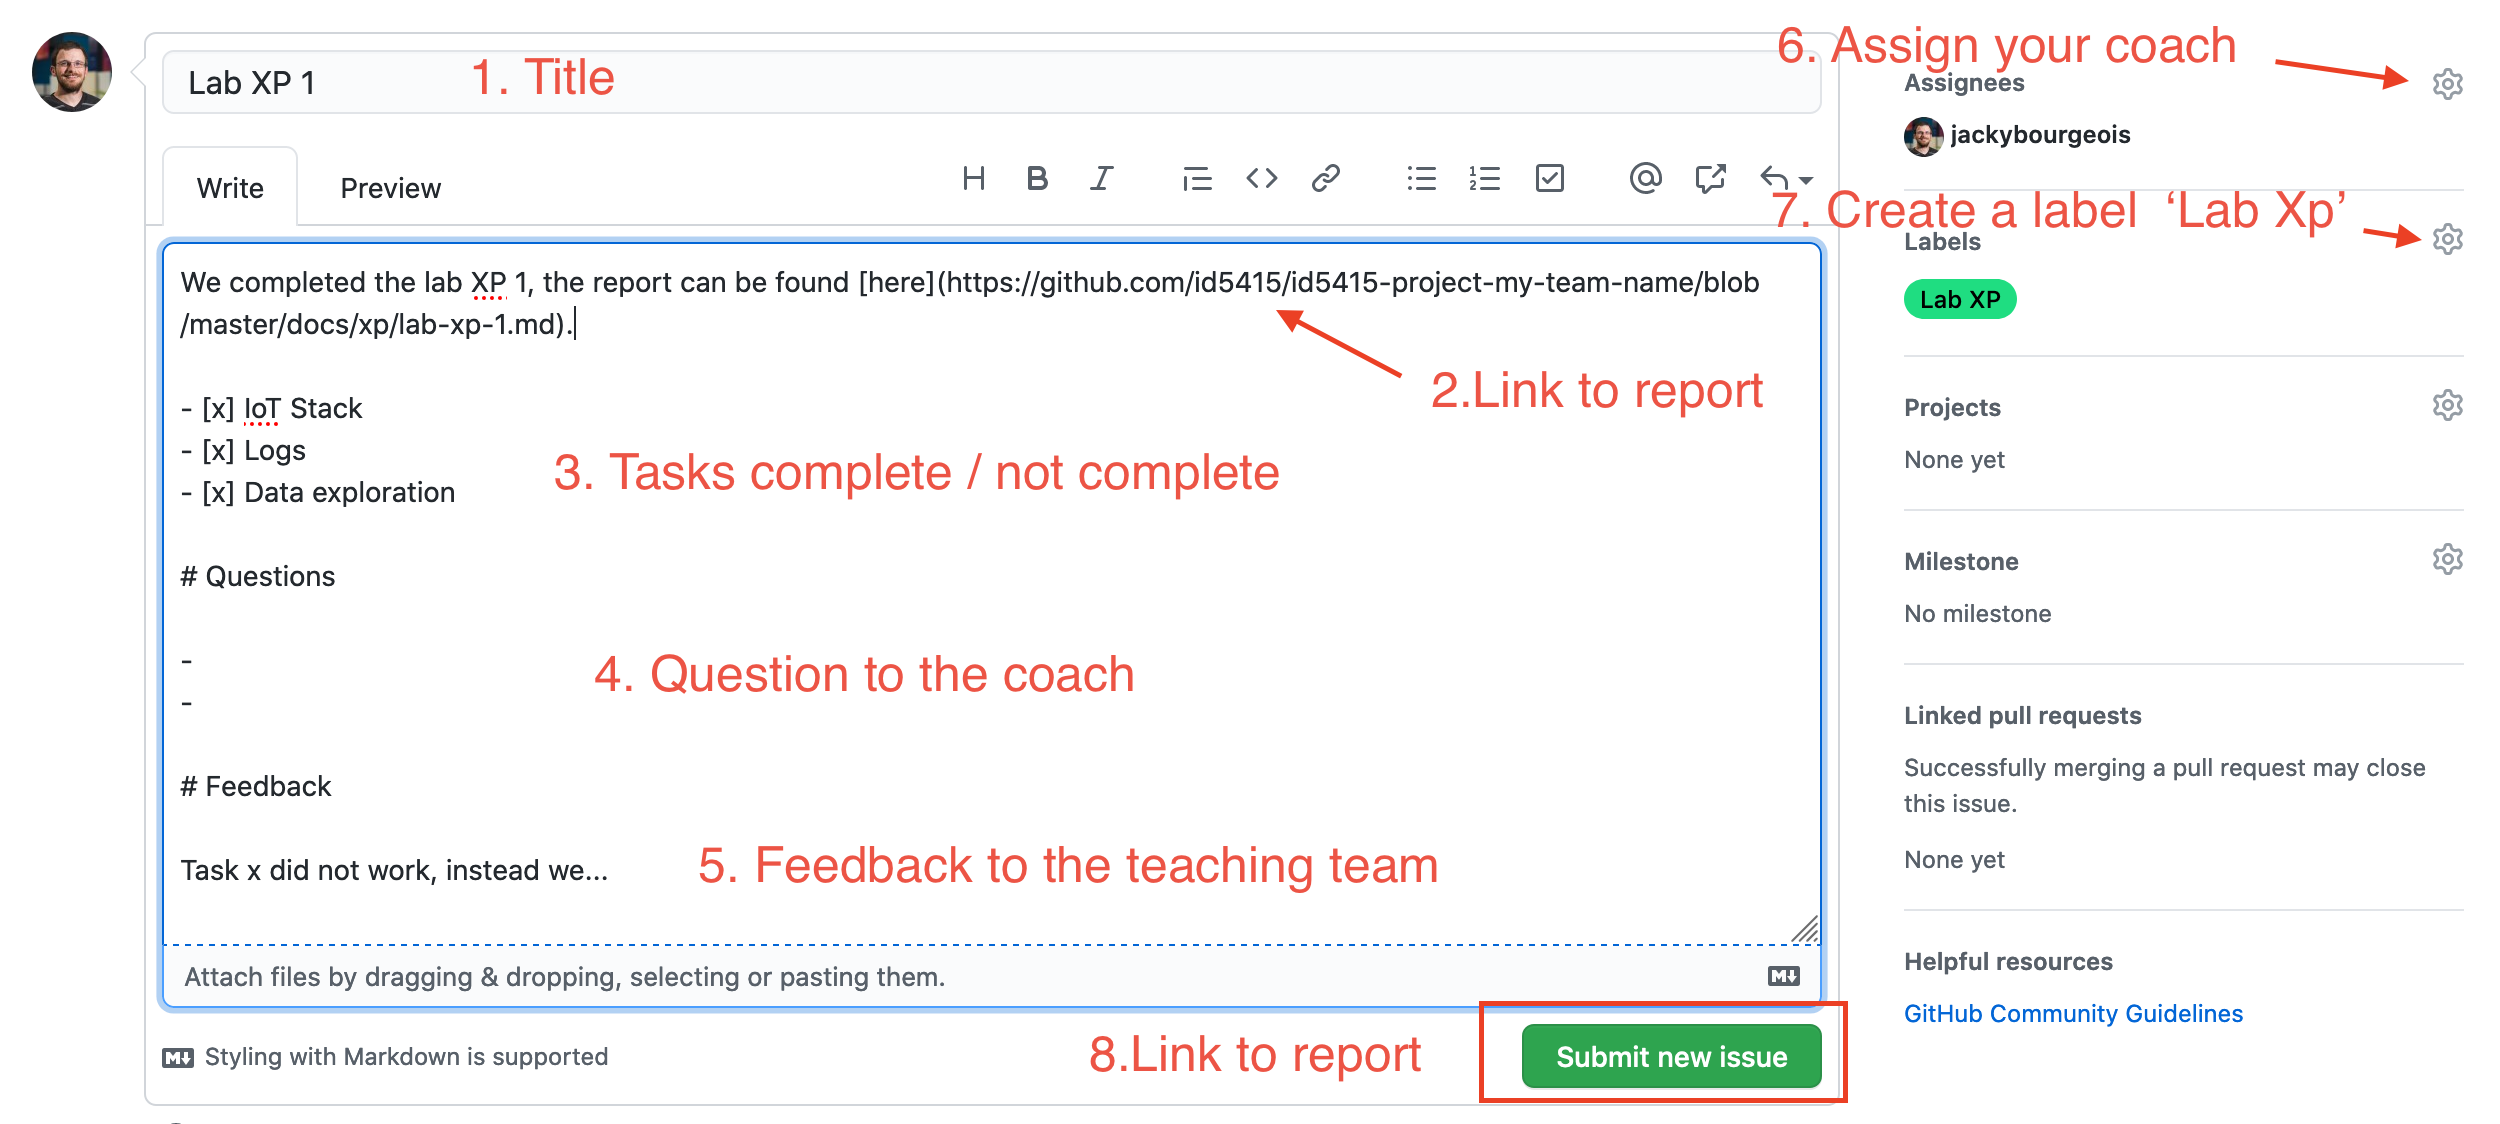 6. Assign your coach
Lab XP 1
1. Title
Assignees
jackybourgeois
Write
Preview
7. Create a label 'Lab Xp'
Labels
Lab XP
We completed the lab XP 1, the report can be found [here](https://github.com/id5415/id5415-project-my-team-name/blob
/master/docs/xp/lab-xp-1.md).
2.Link to report
- [x] IoT Stack
- [x] Logs
- [x] Data exploration
3. Tasks complete / not complete
Projects
None yet
# Questions
-
-
4. Question to the coach
Milestone
No milestone
# Feedback
Task x did not work, instead we...
5. Feedback to the teaching team
Linked pull requests
Successfully merging a pull request may close
this issue.
None yet
Attach files by dragging & dropping, selecting or pasting them.
Helpful resources
GitHub Community Guidelines
Styling with Markdown is supported
8.Link to report
Submit new issue